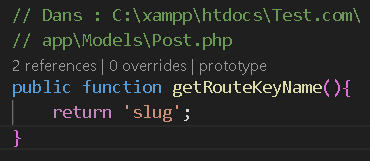 // Dans : C:\xampp\htdocs\Test.com\
// app\Models\Post.php
2 references | 0 overrides | prototype
public function getRouteKeyName(){
return 'slug';
}